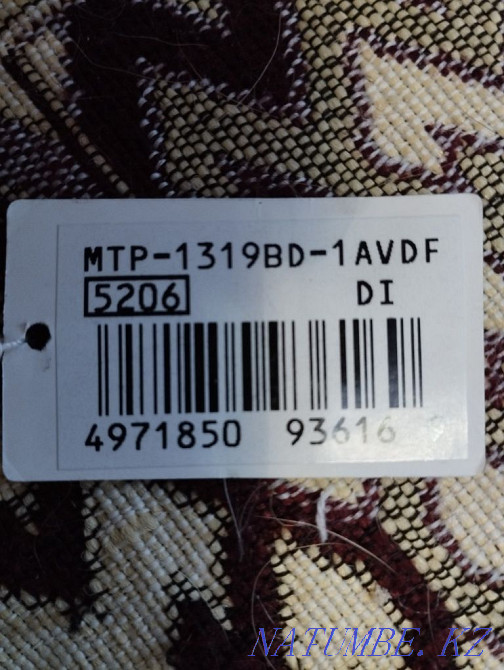 MTP-1319BD-1AVDF
5206 DI
4971850 93616
NATUMBE. KZ